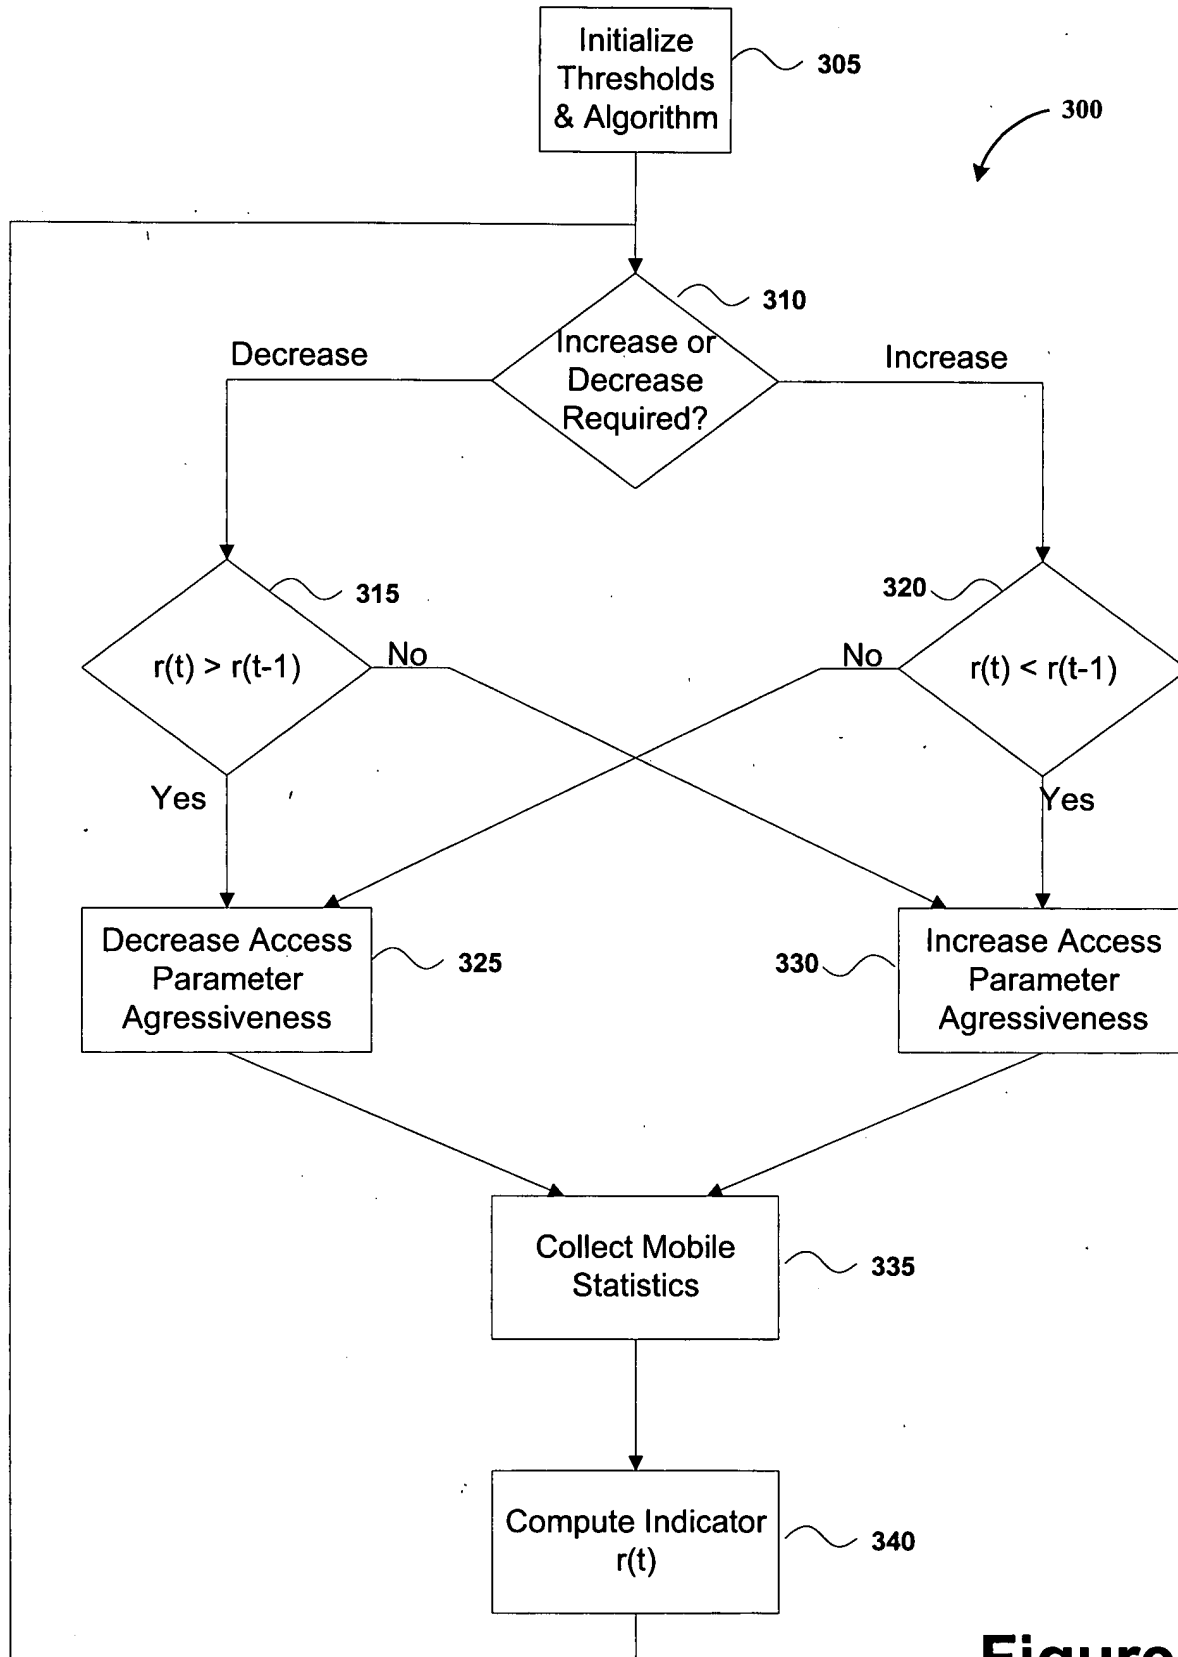 Initialize
Thresholds
& Algorithm
305
300
310
Increase or
Decrease
Required?
Decrease
Increase
315
320
r(t) > r(t-1)
No
No
r(t) < r(t-1)
Yes
Yes
Decrease Access
Parameter
Agressiveness
325
330
Increase Access
Parameter
Agressiveness
Collect Mobile
Statistics
335
Compute Indicator
r(t)
340
Figure